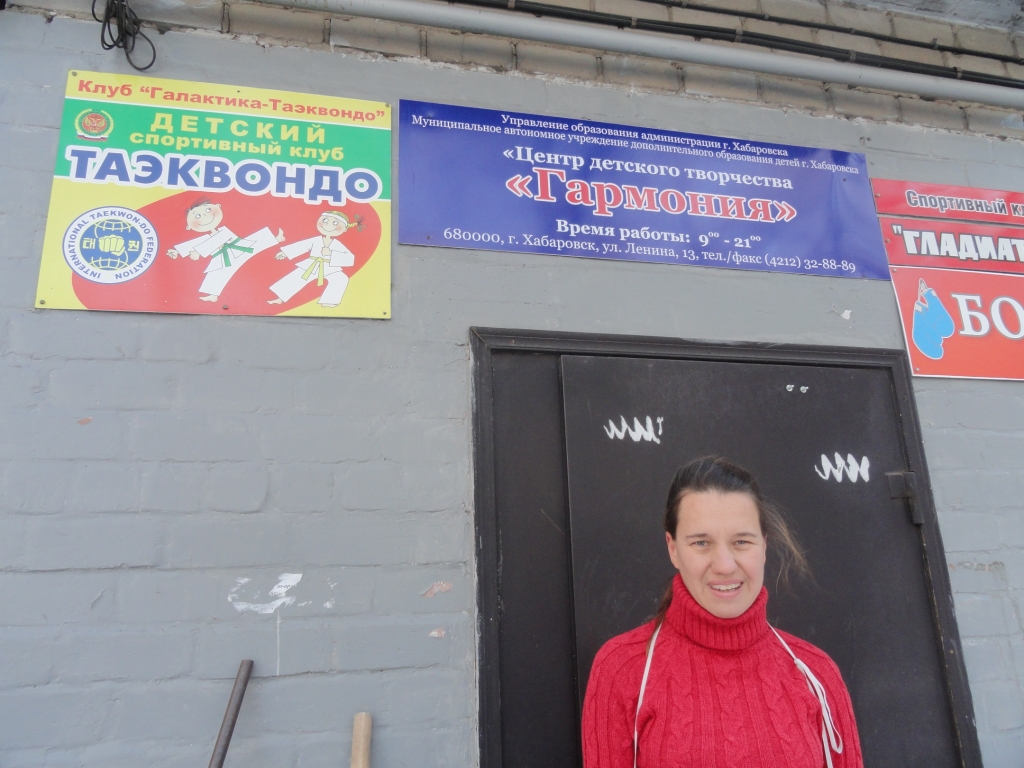 Клуб "Галактика-Таэквондо"
ДЕТСКИЙ
спортивный клуб
ТАЭКВОНДО
INTERNATIONAL TAEKWON-DO FEDERATION
태 권
Управление образования администрации г. Хабаровска
Муниципальное автономное учреждение дополнительного образования детей г. Хабаровска
«Центр детского творчества
«Гармония»
Время работы: 9⁰⁰ - 21⁰⁰
680000, г. Хабаровск, ул. Ленина, 13, тел./факс (4212) 32-88-89
Спортивный к
"ГЛАДИАТ
БО